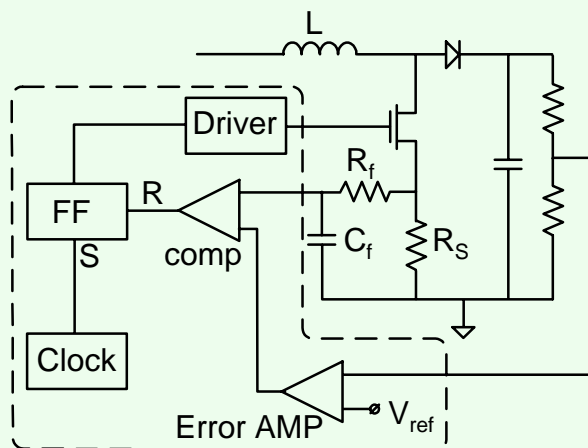 L
Driver
R_f
R
FF
comp
C_f
R_S
S
Clock
V_ref
Error AMP